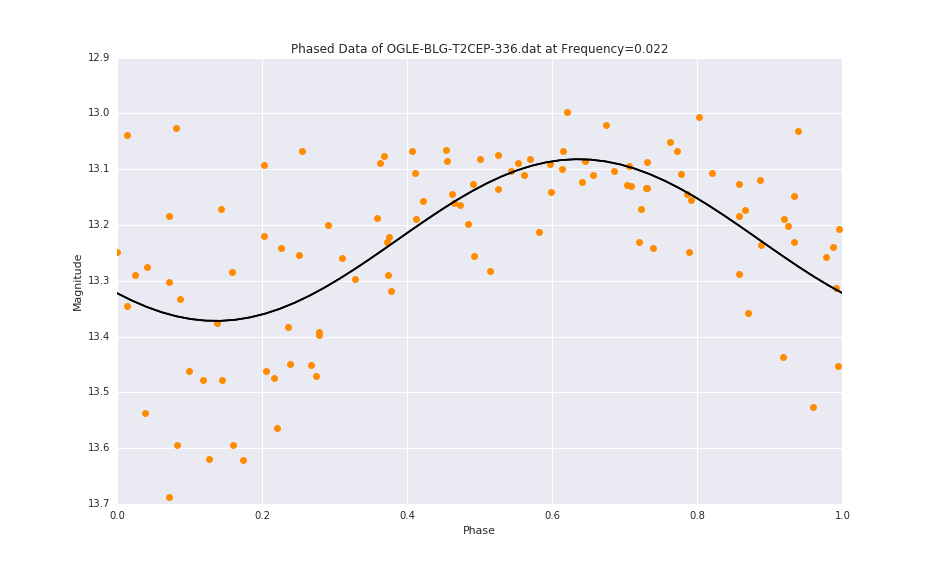 Phased Data of OGLE-BLG-T2CEP-336.dat at Frequency=0.022
12.9
13.0
13.1
13.2
13.3
13.4
13.5
13.6
13.7
Magnitude
0.0 0.2 0.4 0.6 0.8 1.0
Phase